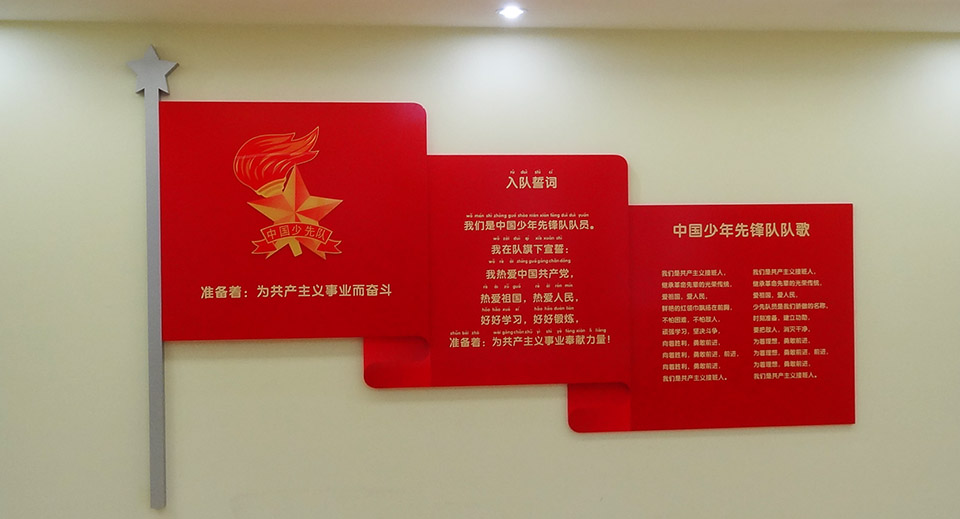 中国少先队
准备着：为共产主义事业而奋斗
入队誓词
我们是中国少年先锋队队员。
我在队旗下宣誓：
我热爱中国共产党，
热爱祖国，热爱人民，
好好学习，好好锻炼，
准备着：为共产主义事业奉献力量！
中国少年先锋队队歌
我们是共产主义接班人，
继承革命先辈的光荣传统，
爱祖国，爱人民，
鲜艳的红领巾飘扬在前胸，
不怕困难，不怕敌人，
顽强学习，坚决斗争，
向着胜利，勇敢前进，
向着胜利，勇敢前进，前进，
向着胜利，勇敢前进，
我们是共产主义接班人。
我们是共产主义接班人，
继承革命先辈的光荣传统，
爱祖国，爱人民，
少先队员是我们骄傲的名称，
时刻准备，建立功勋，
要把敌人，消灭干净，
为着理想，勇敢前进，
为着理想，勇敢前进，前进，
为着理想，勇敢前进，
我们是共产主义接班人。